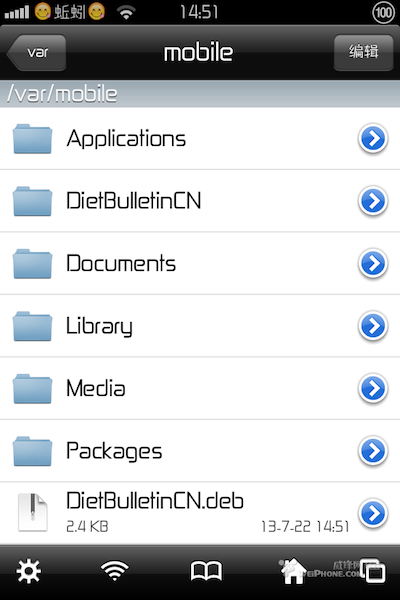 蚯蚓 14:51 100
var mobile 编辑
/var/mobile
Applications
DietBulletinCN
Documents
Library
Media
Packages
DietBulletinCN.deb
2.4 KB 13-7-22 14:51
威锋网
WEiPHONE.COM